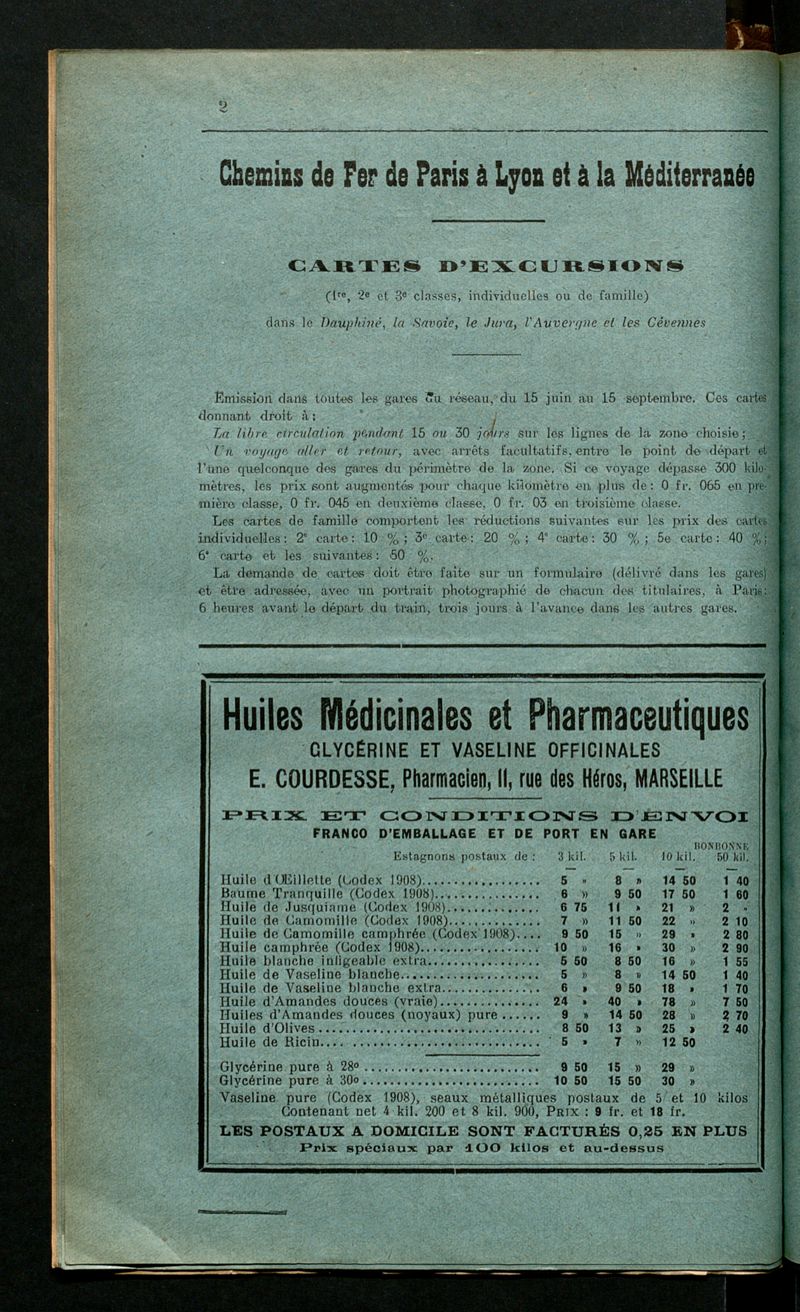 2
Chemins de Fer de Paris à Lyon et à la Méditerranée
CARTES D'EXCURSIONS
(1re, 2e et 3e classes, individuelles ou de famille)
dans le Dauphiné, la Savoie, le Jura, l'Auvergne et les Cévennes
Emission dans toutes les gares du réseau, du 15 juin au 15 septembre. Ces cartes
donnant droit à :
La libre circulation pendant 15 ou 30 jours sur les lignes de la zone choisie ;
Un voyage aller et retour, avec arrêts facultatifs, entre le point de départ et
l'une quelconque des gares du périmètre de la zone. Si ce voyage dépasse 300 kilo-
mètres, les prix sont augmentés pour chaque kilomètre en plus de : 0 fr. 065 en pre-
mière classe, 0 fr. 045 en deuxième classe, 0 fr. 03 en troisième classe.
Les cartes de famille comportent les réductions suivantes sur les prix des cartes
individuelles : 2e carte : 10 % ; 3e carte : 20 % ; 4e carte : 30 % ; 5e carte : 40 % ;
6e carte et les suivantes : 50 %.
La demande de cartes doit être faite sur un formulaire (délivré dans les gares)
et être adressée, avec un portrait photographié de chacun des titulaires, à Paris :
6 heures avant le départ du train, trois jours à l'avance dans les autres gares.
Huiles Médicinales et Pharmaceutiques
GLYCÉRINE ET VASELINE OFFICINALES
E. COURDESSE, Pharmacien, 11, rue des Héros, MARSEILLE
PRIX ET CONDITIONS D'ENVOI
FRANCO D'EMBALLAGE ET DE PORT EN GARE
BONBONNE
Estagnons postaux de : 3 kil. 5 kil. 10 kil. 50 kil.
Huile d'Œillette (Codex 1908)..... 5 » 8 » 14 50 1 40
Baume Tranquille (Codex 1908)..... 6 » 9 50 17 50 1 60
Huile de Jusquiame (Codex 1908)..... 6 75 11 » 21 » 2 »
Huile de Camomille (Codex 1908)..... 7 » 11 50 22 » 2 10
Huile de Camomille camphrée (Codex 1908).... 9 50 15 » 29 » 2 80
Huile camphrée (Codex 1908)..... 10 » 16 » 30 » 2 90
Huile blanche infigeable extra..... 5 50 8 50 16 » 1 55
Huile de Vaseline blanche..... 5 » 8 » 14 50 1 40
Huile de Vaseline blanche extra..... 6 » 9 50 18 » 1 70
Huile d'Amandes douces (vraie)..... 24 » 40 » 78 » 7 50
Huiles d'Amandes douces (noyaux) pure...... 9 » 14 50 28 » 2 70
Huile d'Olives..... 8 50 13 » 25 » 2 40
Huile de Ricin..... 5 » 7 » 12 50
Glycérine pure à 28o..... 9 50 15 » 29 »
Glycérine pure à 30o..... 10 50 15 50 30 »
Vaseline pure (Codex 1908), seaux métalliques postaux de 5 et 10 kilos
Contenant net 4 kil. 200 et 8 kil. 900, PRIX : 9 fr. et 18 fr.
LES POSTAUX A DOMICILE SONT FACTURÉS 0,25 EN PLUS
Prix spéciaux par 100 kilos et au-dessus